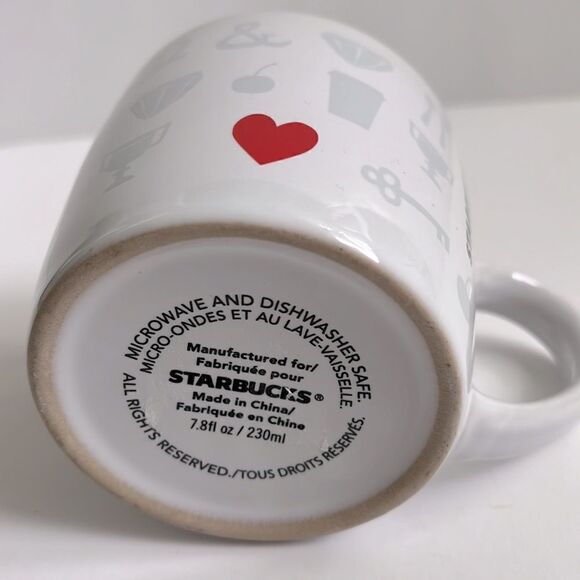 &
MICROWAVE AND DISHWASHER SAFE.
MICRO-ONDES ET AU LAVE-VAISSELLE.
Manufactured for/
Fabriquée pour
STARBUCKS®
Made in China/
Fabriquée en Chine
7.8fl oz / 230ml
ALL RIGHTS RESERVED./TOUS DROITS RÉSERVÉS.